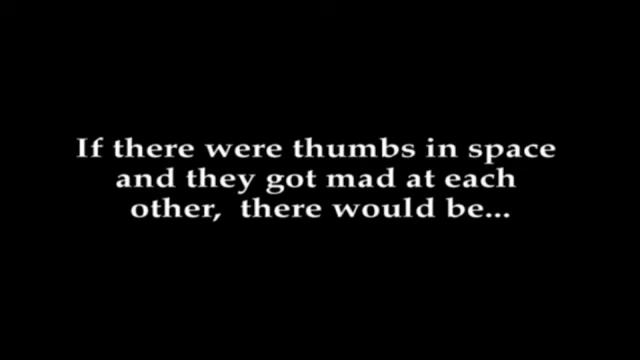 If there were thumbs in space
and they got mad at each
other,  there would be...